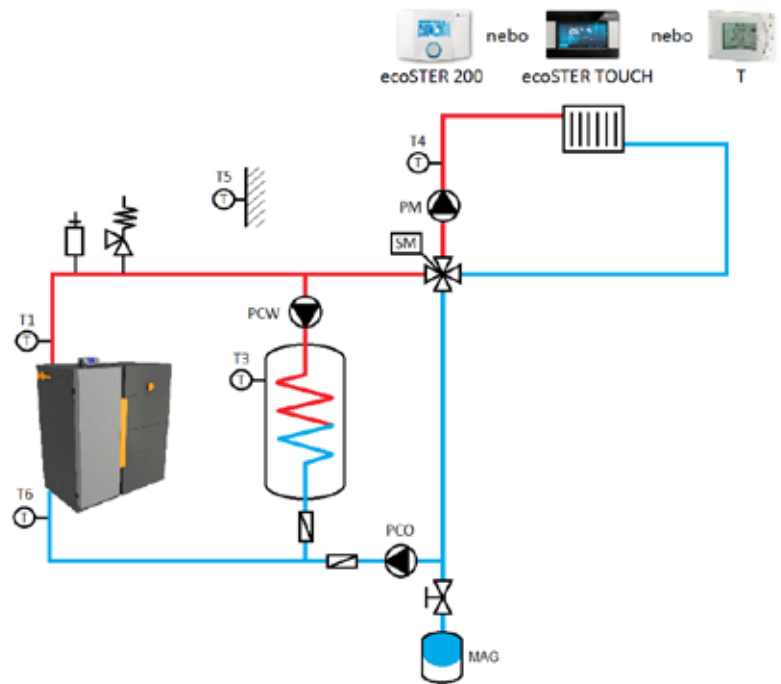 nebo nebo
ecoSTER 200 ecoSTER TOUCH T
T4
T
T5
T
PM
SM
T1
T
PCW
T3
T
T6
T
PCO
MAG